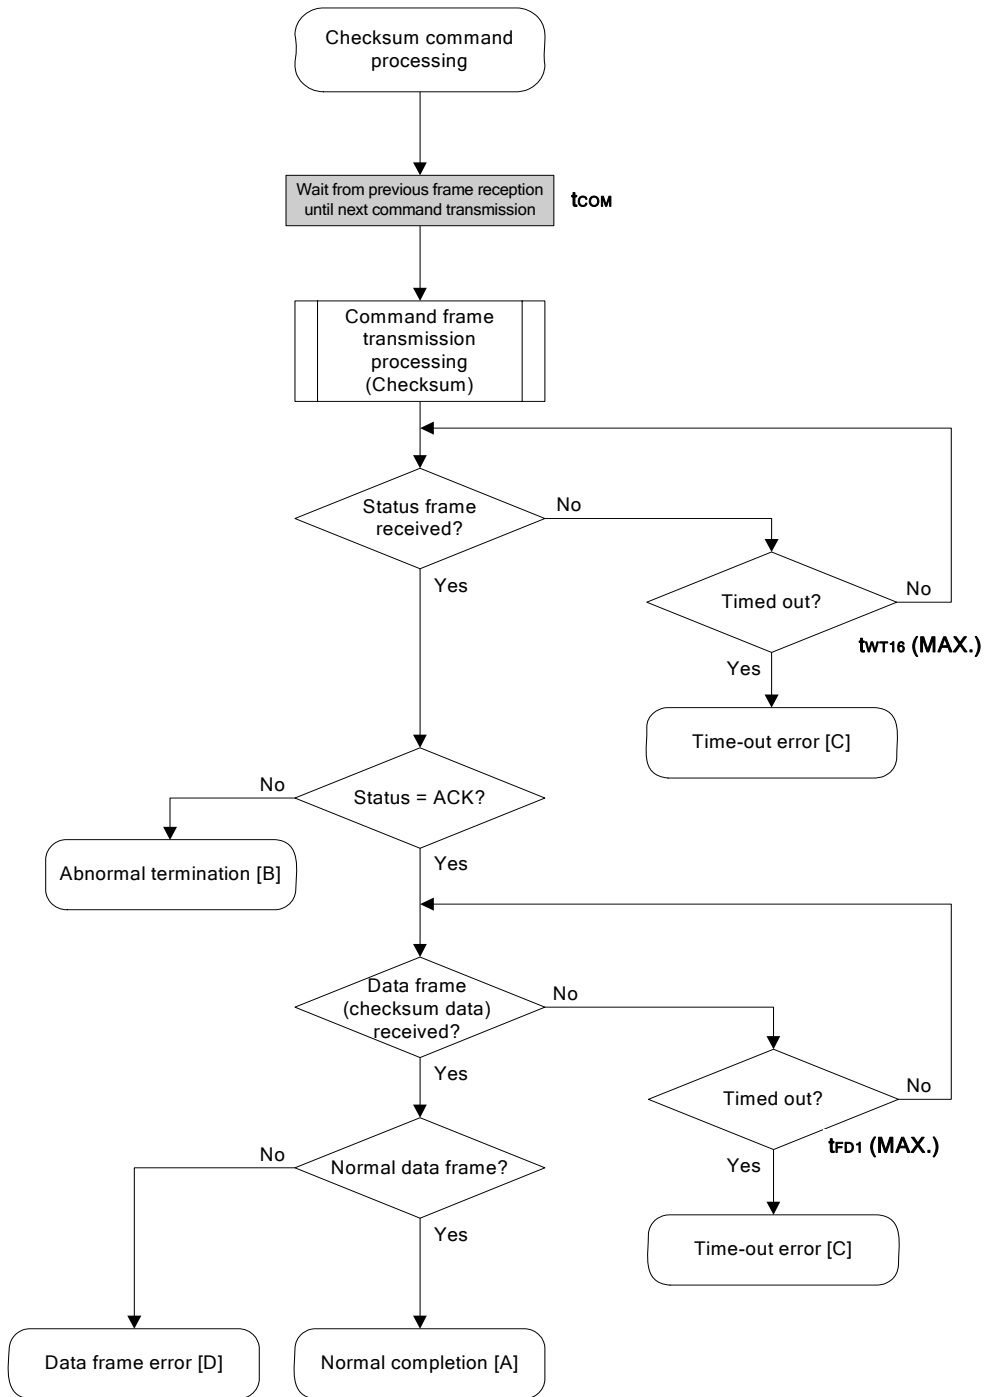 Checksum command
processing
Wait from previous frame reception
until next command transmission
tCOM
Command frame
transmission
processing
(Checksum)
Status frame
received?
No
Yes
Timed out?
No
tWT16 (MAX.)
Yes
Time-out error [C]
Status = ACK?
No
Abnormal termination [B]
Yes
Data frame
(checksum data)
received?
No
Yes
Timed out?
No
tFD1 (MAX.)
Yes
Time-out error [C]
Normal data frame?
No
Yes
Data frame error [D]
Normal completion [A]